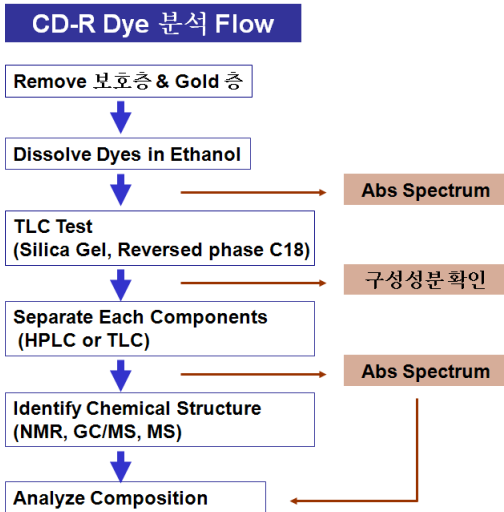 CD-R Dye 분석 Flow
Remove 보호층 & Gold 층
Dissolve Dyes in Ethanol
Abs Spectrum
TLC Test
(Silica Gel, Reversed phase C18)
구성성분 확인
Separate Each Components
(HPLC or TLC)
Abs Spectrum
Identify Chemical Structure
(NMR, GC/MS, MS)
Analyze Composition